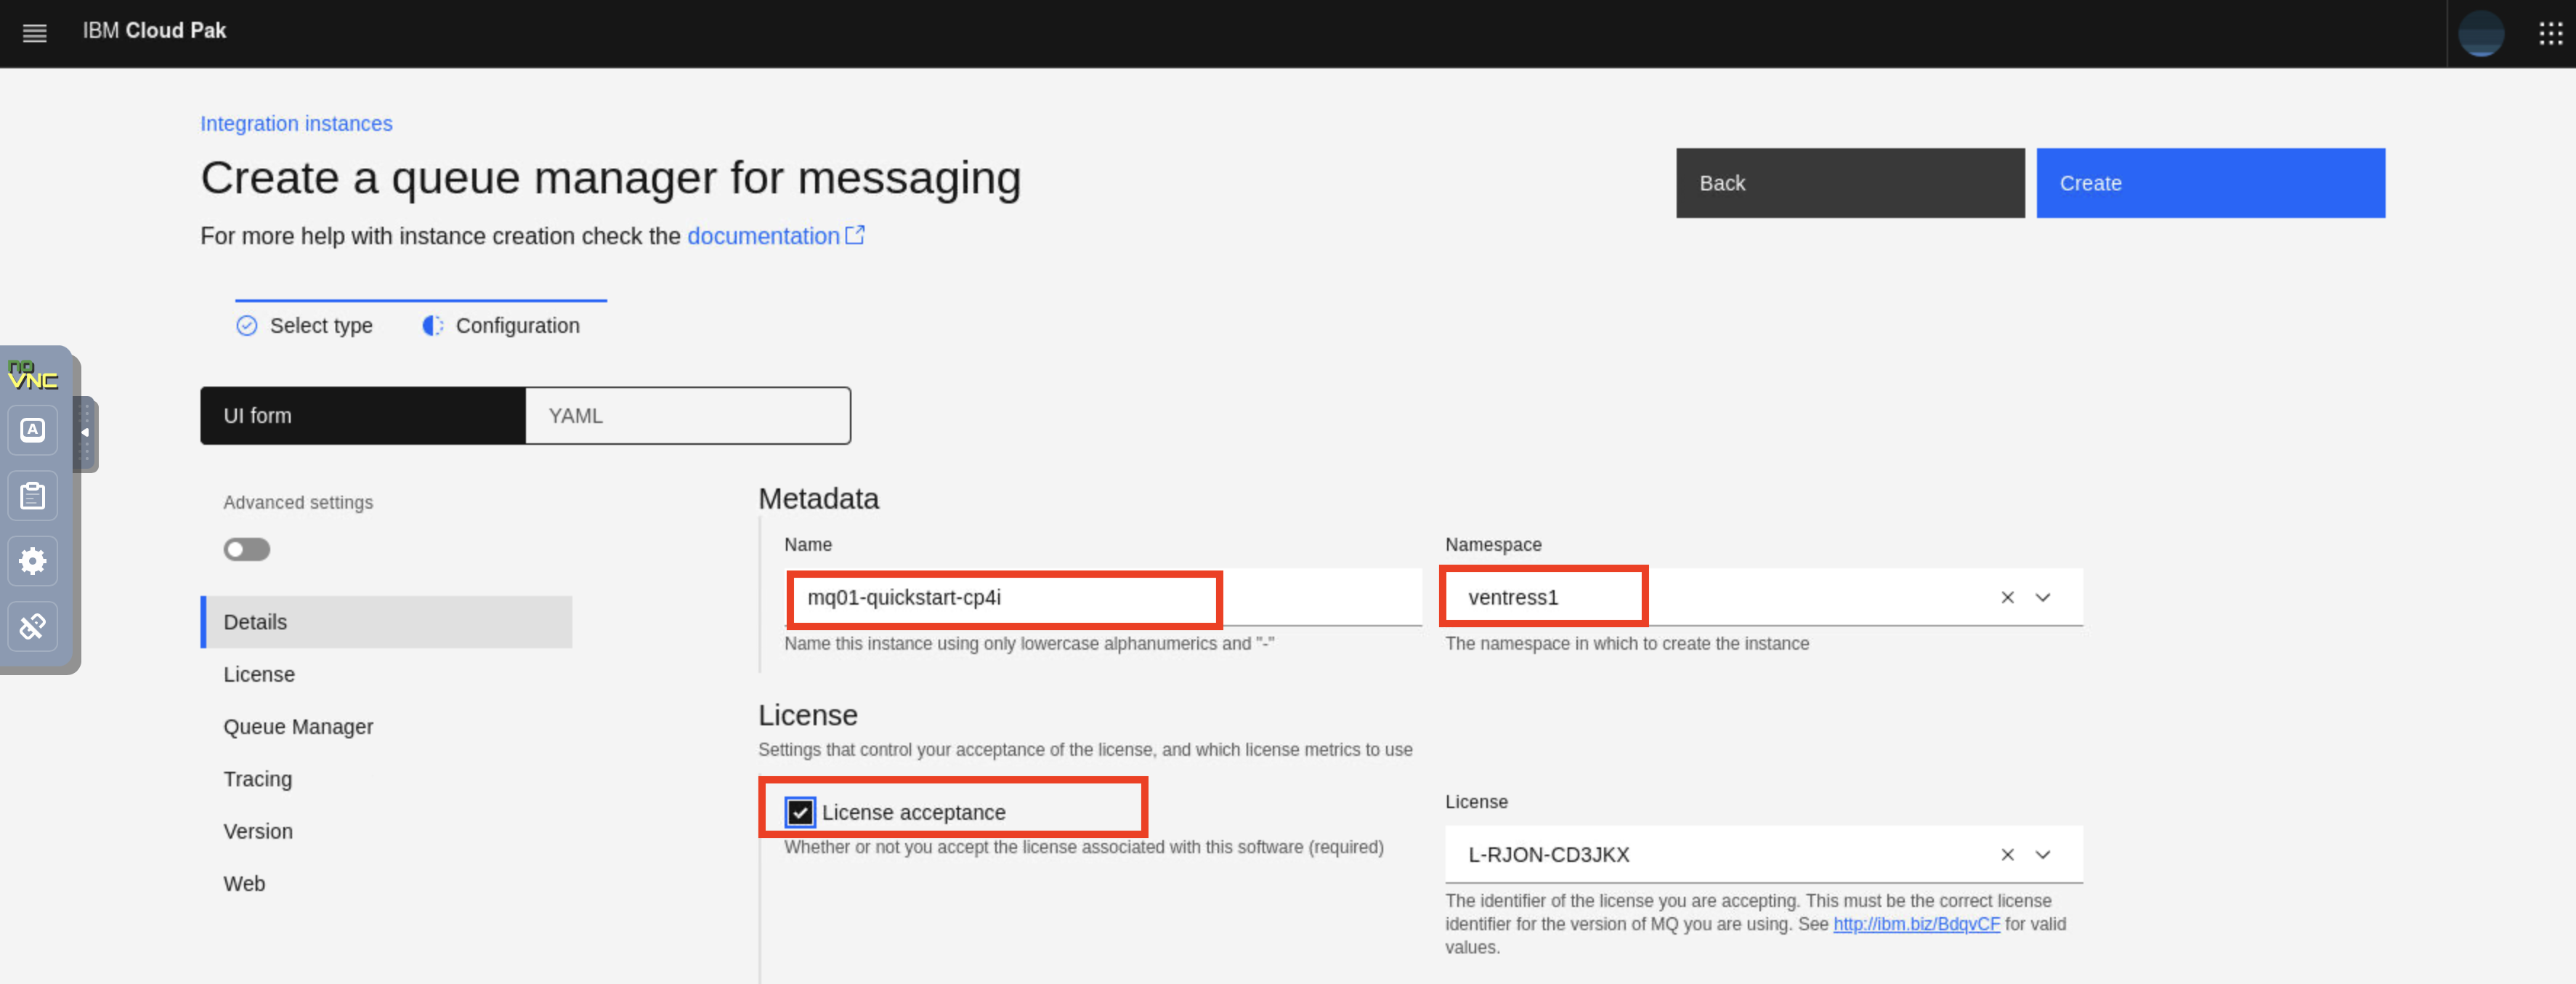 IBM Cloud Pak
Integration instances
Create a queue manager for messaging
Back
Create
For more help with instance creation check the documentation
Select type
Configuration
no
VNC
UI form
YAML
A
Advanced settings
Metadata
Name
Namespace
mq01-quickstart-cp4i
ventress1
Name this instance using only lowercase alphanumerics and "-"
The namespace in which to create the instance
Details
License
Queue Manager
Tracing
Version
Web
License
Settings that control your acceptance of the license, and which license metrics to use
License acceptance
Whether or not you accept the license associated with this software (required)
License
L-RJON-CD3JKX
The identifier of the license you are accepting. This must be the correct license
identifier for the version of MQ you are using. See http://ibm.biz/BdqvCF for valid
values.